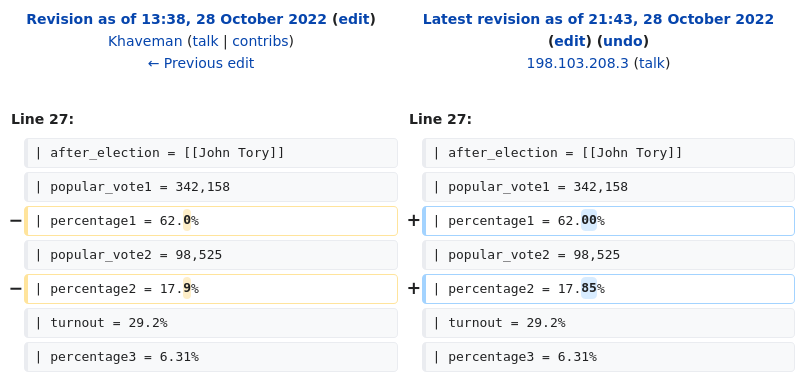 Revision as of 13:38, 28 October 2022 (edit)
Khaveman (talk | contribs)
← Previous edit
Latest revision as of 21:43, 28 October 2022
(edit) (undo)
198.103.208.3 (talk)
Line 27:
Line 27:
| after_election = [[John Tory]]
| after_election = [[John Tory]]
| popular_vote1 = 342,158
| popular_vote1 = 342,158
− | percentage1 = 62.0%
+ | percentage1 = 62.00%
| popular_vote2 = 98,525
| popular_vote2 = 98,525
− | percentage2 = 17.9%
+ | percentage2 = 17.85%
| turnout = 29.2%
| turnout = 29.2%
| percentage3 = 6.31%
| percentage3 = 6.31%